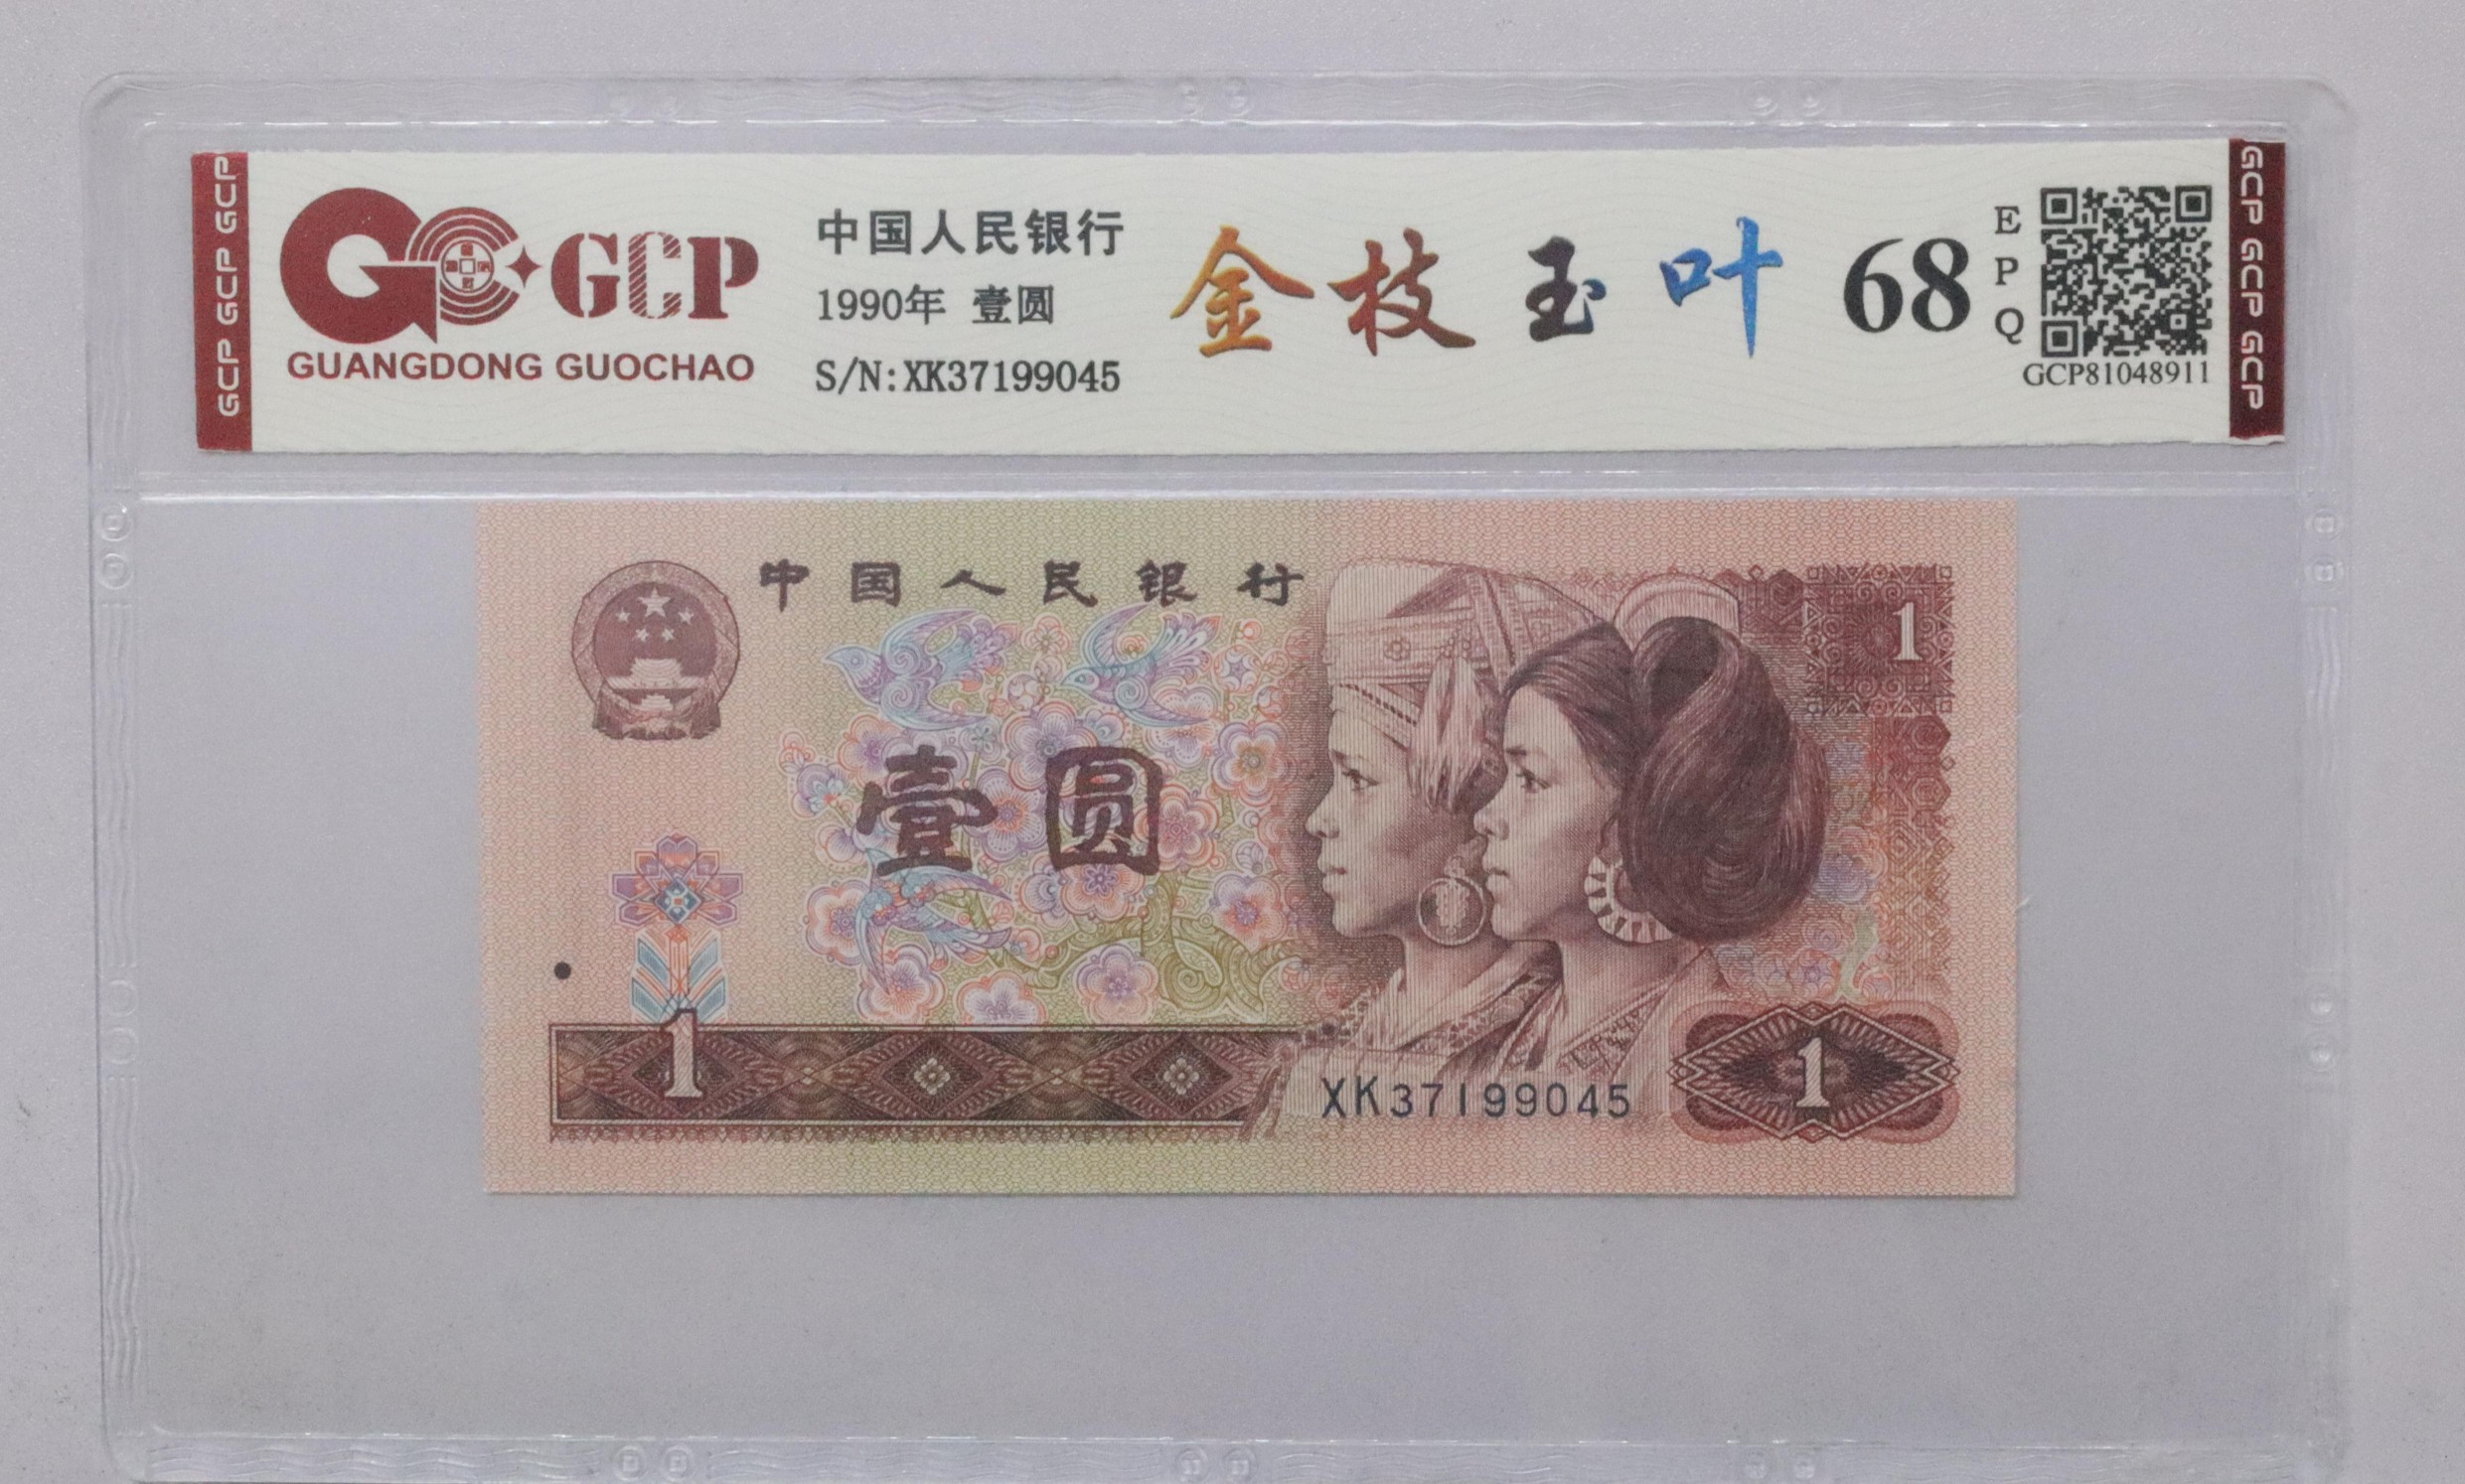 GCP GCP GCP
GCP
GUANGDONG GUOCHAO
中国人民银行
1990年 壹圆
S/N:XK37199045
金枝玉叶
68
E
P
Q
GCP81048911
GCP GCP GCP
中国人民银行
1
壹圆
1
XK37199045
1